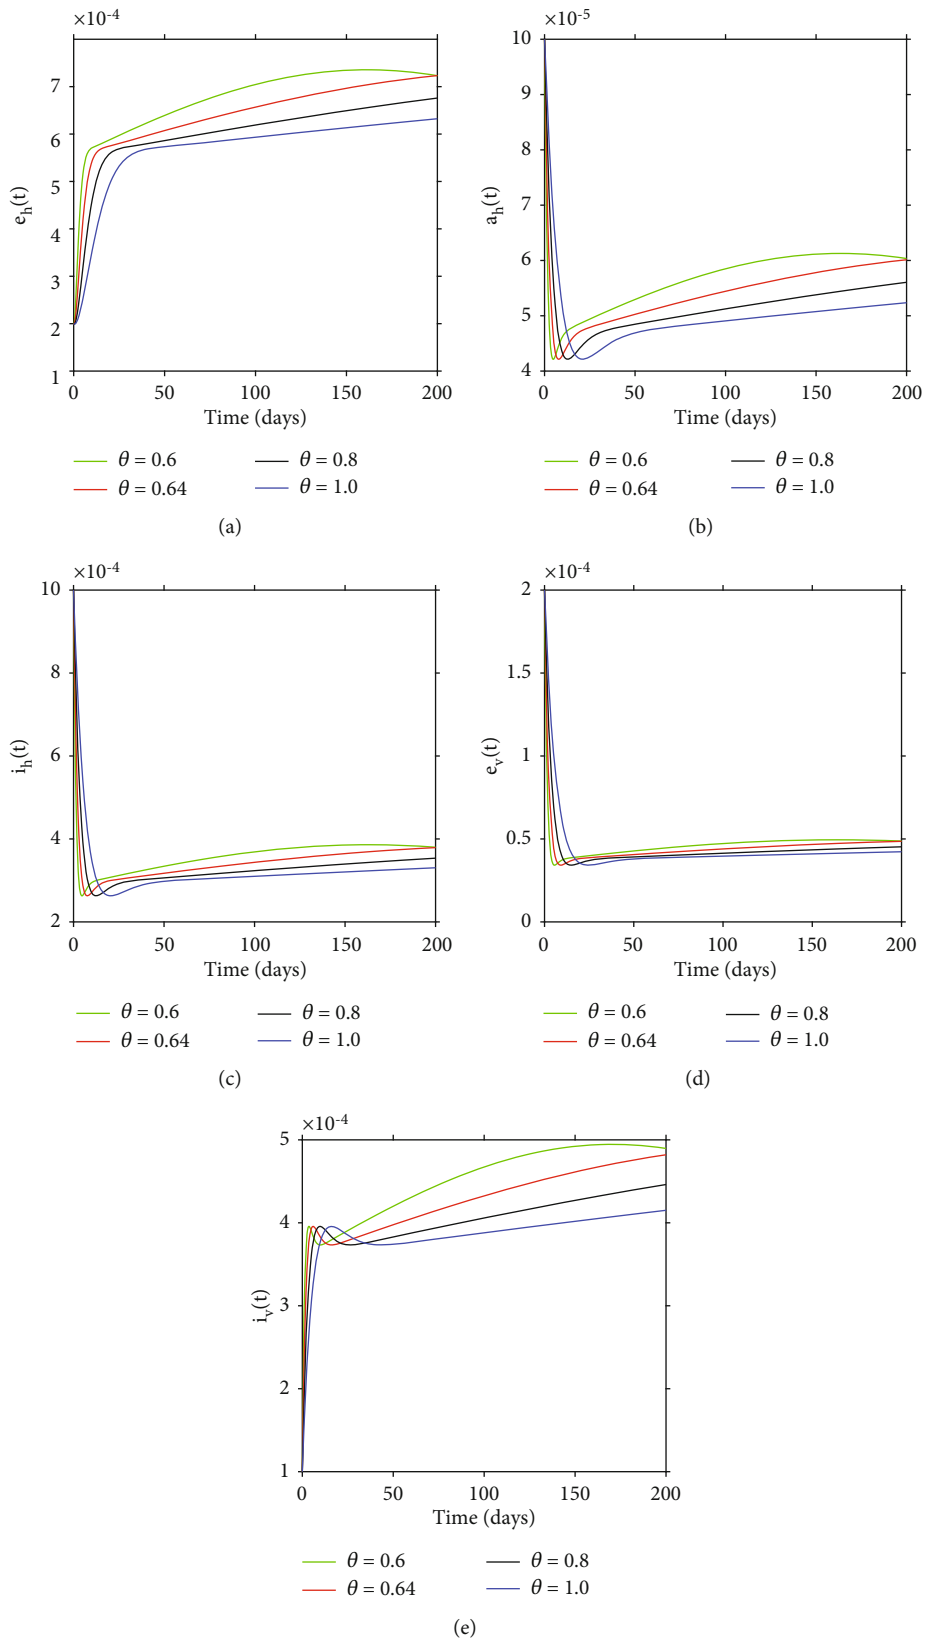 ×10-4
7
6
5
4
3
2
1
e_h(t)
0 50 100 150 200
Time (days)
θ = 0.6 θ = 0.8
θ = 0.64 θ = 1.0
(a)
×10-5
10
9
8
7
6
5
4
a_h(t)
0 50 100 150 200
Time (days)
θ = 0.6 θ = 0.8
θ = 0.64 θ = 1.0
(b)
×10-4
10
8
6
4
2
i_h(t)
0 50 100 150 200
Time (days)
θ = 0.6 θ = 0.8
θ = 0.64 θ = 1.0
(c)
×10-4
2
1.5
1
0.5
0
e_v(t)
0 50 100 150 200
Time (days)
θ = 0.6 θ = 0.8
θ = 0.64 θ = 1.0
(d)
×10-4
5
4
3
2
1
i_v(t)
0 50 100 150 200
Time (days)
θ = 0.6 θ = 0.8
θ = 0.64 θ = 1.0
(e)